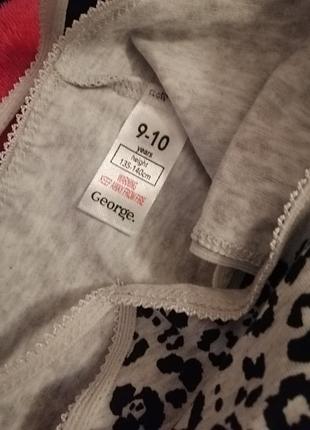 9-10
years
height
135-140cm
WARNING
KEEP AWAY FROM FIRE
George.